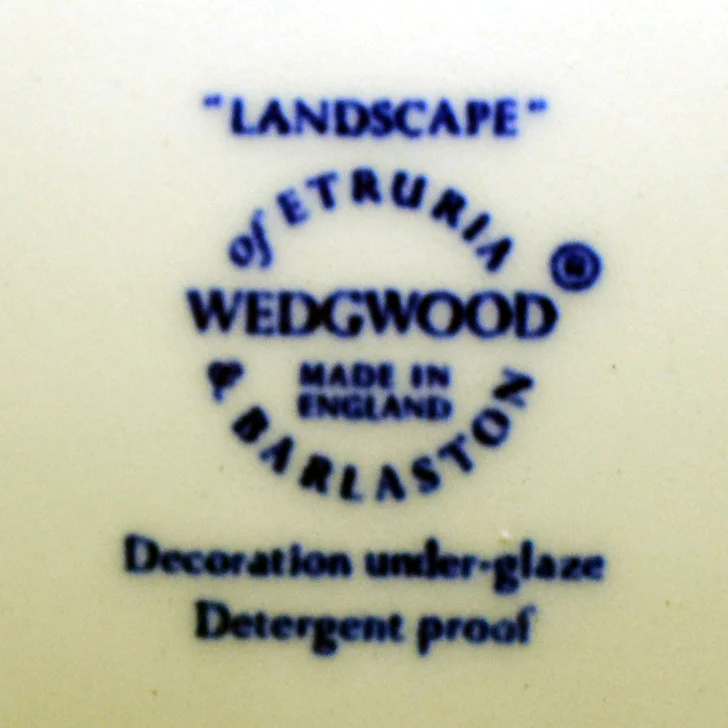 "LANDSCAPE"
of ETRURIA
WEDGWOOD ®
MADE IN
ENGLAND
& BARLASTON
Decoration under-glaze
Detergent proof